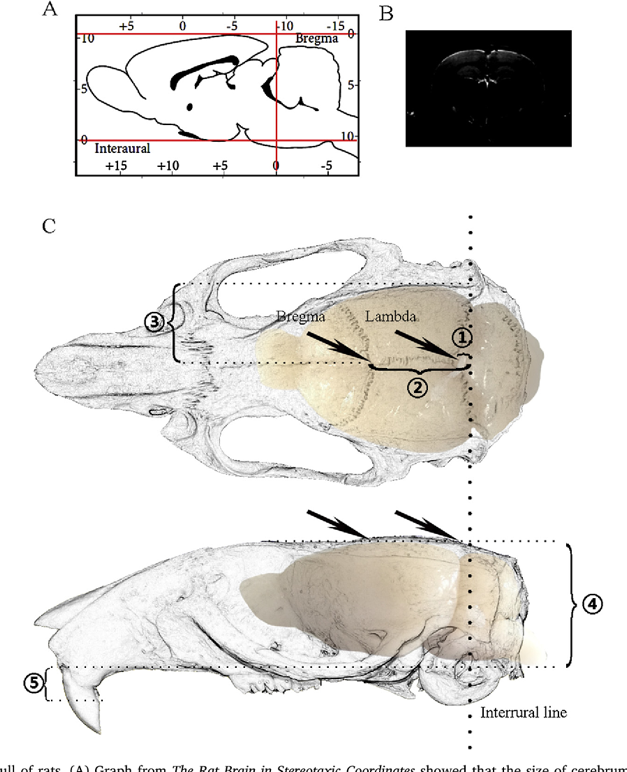 A
B
+5 0 -5 -10 -15
-10 Bregma 0
-5 5
0 10
Interaural
+15 +10 +5 0 -5
C
③
Bregma Lambda
①
②
④
⑤
Interrural line
ull of rats. (A) Graph from The Rat Brain in Stereotaxic Coordinates showed that the size of cerebrum